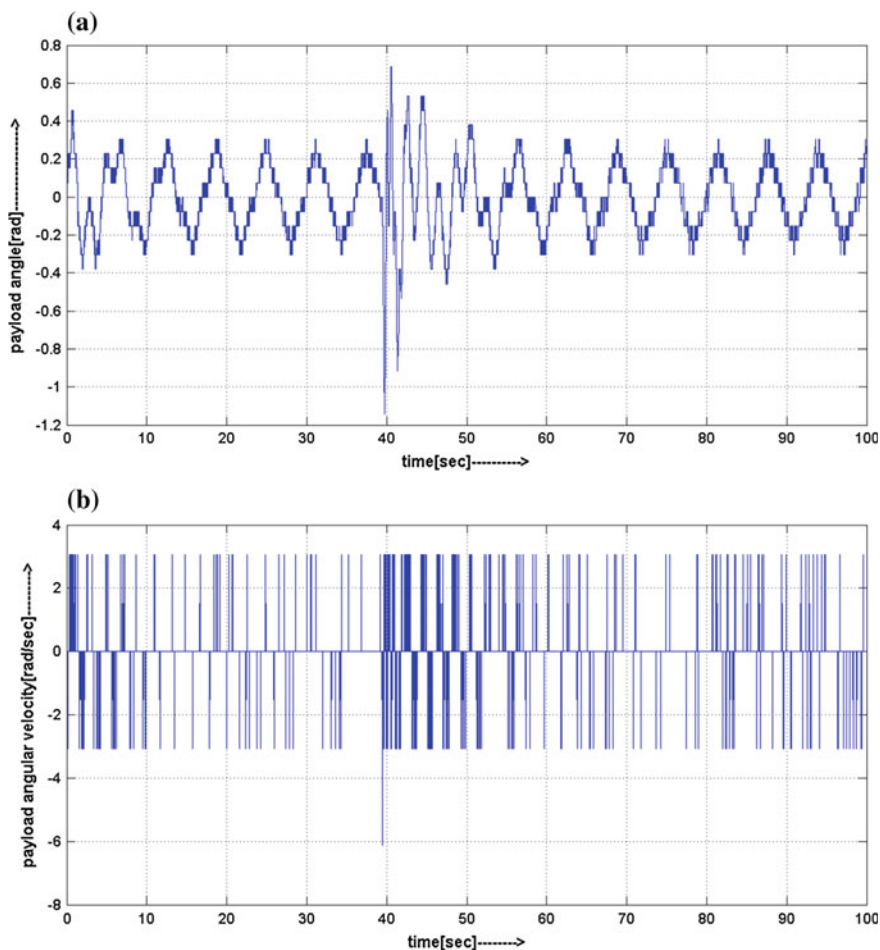 (a)
0.8
0.6
0.4
0.2
0
-0.2
-0.4
-0.6
-0.8
-1
-1.2
payload angle[rad]-------------->
0 10 20 30 40 50 60 70 80 90 100
time[sec]---------->
(b)
4
2
0
-2
-4
-6
-8
payload angular velocity[rad/sec]------>
0 10 20 30 40 50 60 70 80 90 100
time[sec]-------->